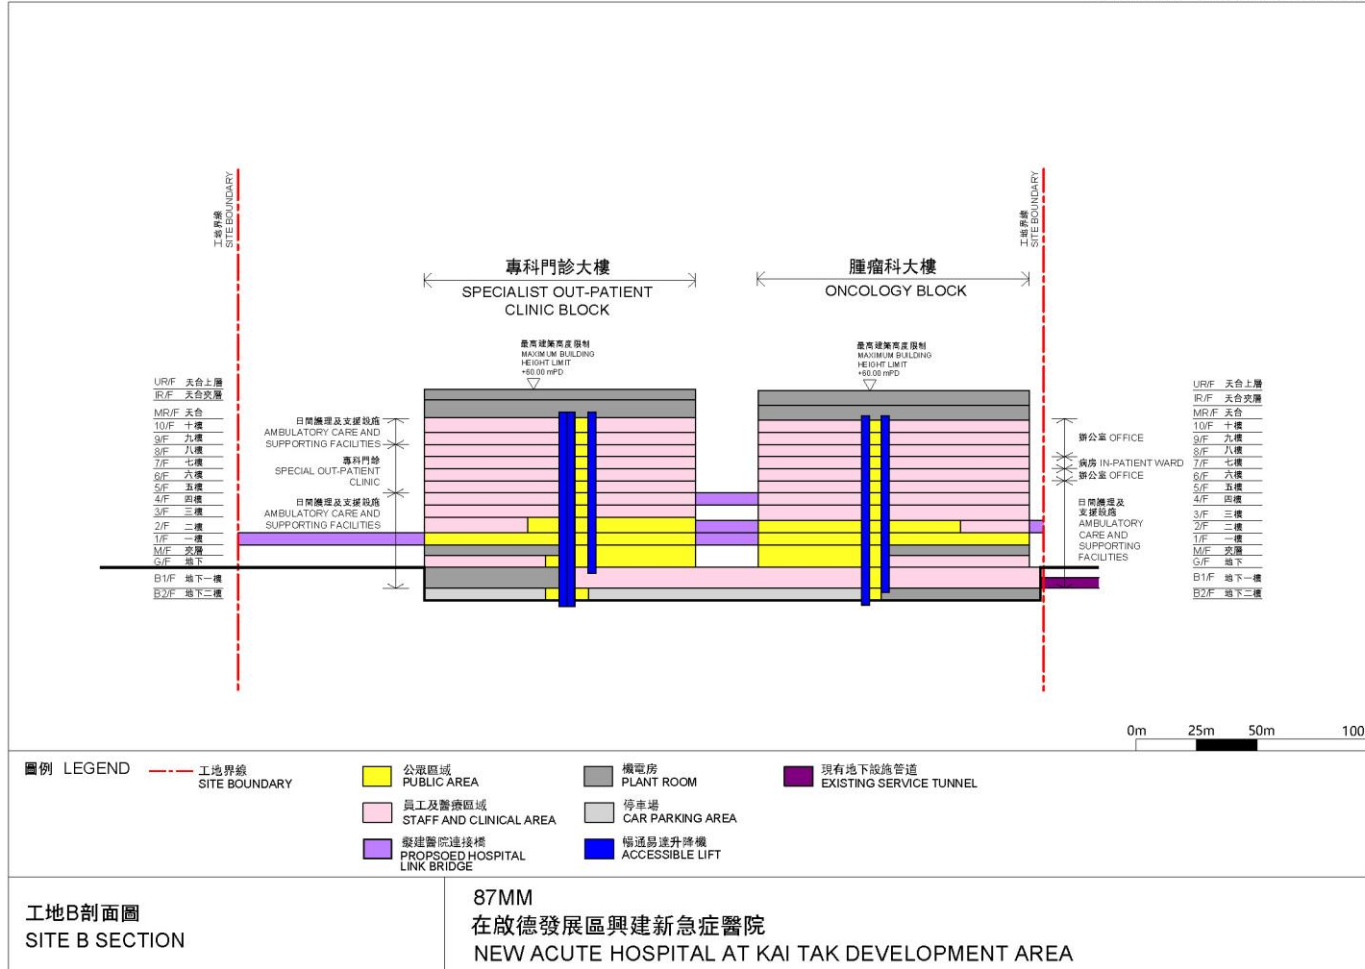 工地界線
SITE BOUNDARY
工地界線
SITE BOUNDARY
專科門診大樓
SPECIALIST OUT-PATIENT
CLINIC BLOCK
腫瘤科大樓
ONCOLOGY BLOCK
最高建築高度限制
MAXIMUM BUILDING
HEIGHT LIMIT
+60.00 mPD
最高建築高度限制
MAXIMUM BUILDING
HEIGHT LIMIT
+60.00 mPD
UR/F 天台上層
IR/F 天台夾層
MR/F 天台
10/F 十樓
9/F 九樓
8/F 八樓
7/F 七樓
6/F 六樓
5/F 五樓
4/F 四樓
3/F 三樓
2/F 二樓
1/F 一樓
M/F 夾層
G/F 地下
B1/F 地下一樓
B2/F 地下二樓
日間護理及支援設施
AMBULATORY CARE AND
SUPPORTING FACILITIES
專科門診
SPECIAL OUT-PATIENT
CLINIC
日間護理及支援設施
AMBULATORY CARE AND
SUPPORTING FACILITIES
辦公室 OFFICE
病房 IN-PATIENT WARD
辦公室 OFFICE
日間護理及
支援設施
AMBULATORY
CARE AND
SUPPORTING
FACILITIES
UR/F 天台上層
IR/F 天台夾層
MR/F 天台
10/F 十樓
9/F 九樓
8/F 八樓
7/F 七樓
6/F 六樓
5/F 五樓
4/F 四樓
3/F 三樓
2/F 二樓
1/F 一樓
M/F 夾層
G/F 地下
B1/F 地下一樓
B2/F 地下二樓
0m 25m 50m 100
圖例 LEGEND
工地界線
SITE BOUNDARY
公眾區域
PUBLIC AREA
員工及醫療區域
STAFF AND CLINICAL AREA
擬建醫院連接橋
PROPSOED HOSPITAL
LINK BRIDGE
機電房
PLANT ROOM
停車場
CAR PARKING AREA
暢通易達升降機
ACCESSIBLE LIFT
現有地下設施管道
EXISTING SERVICE TUNNEL
工地B剖面圖
SITE B SECTION
87MM
在啟德發展區興建新急症醫院
NEW ACUTE HOSPITAL AT KAI TAK DEVELOPMENT AREA